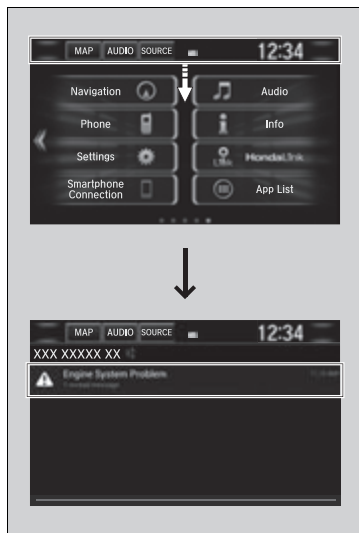 MAP AUDIO SOURCE 12:34
Navigation Audio
Phone Info
Settings HondaLink
Smartphone
Connection App List
MAP AUDIO SOURCE 12:34
XXX XXXXX XX
Engine System Problem